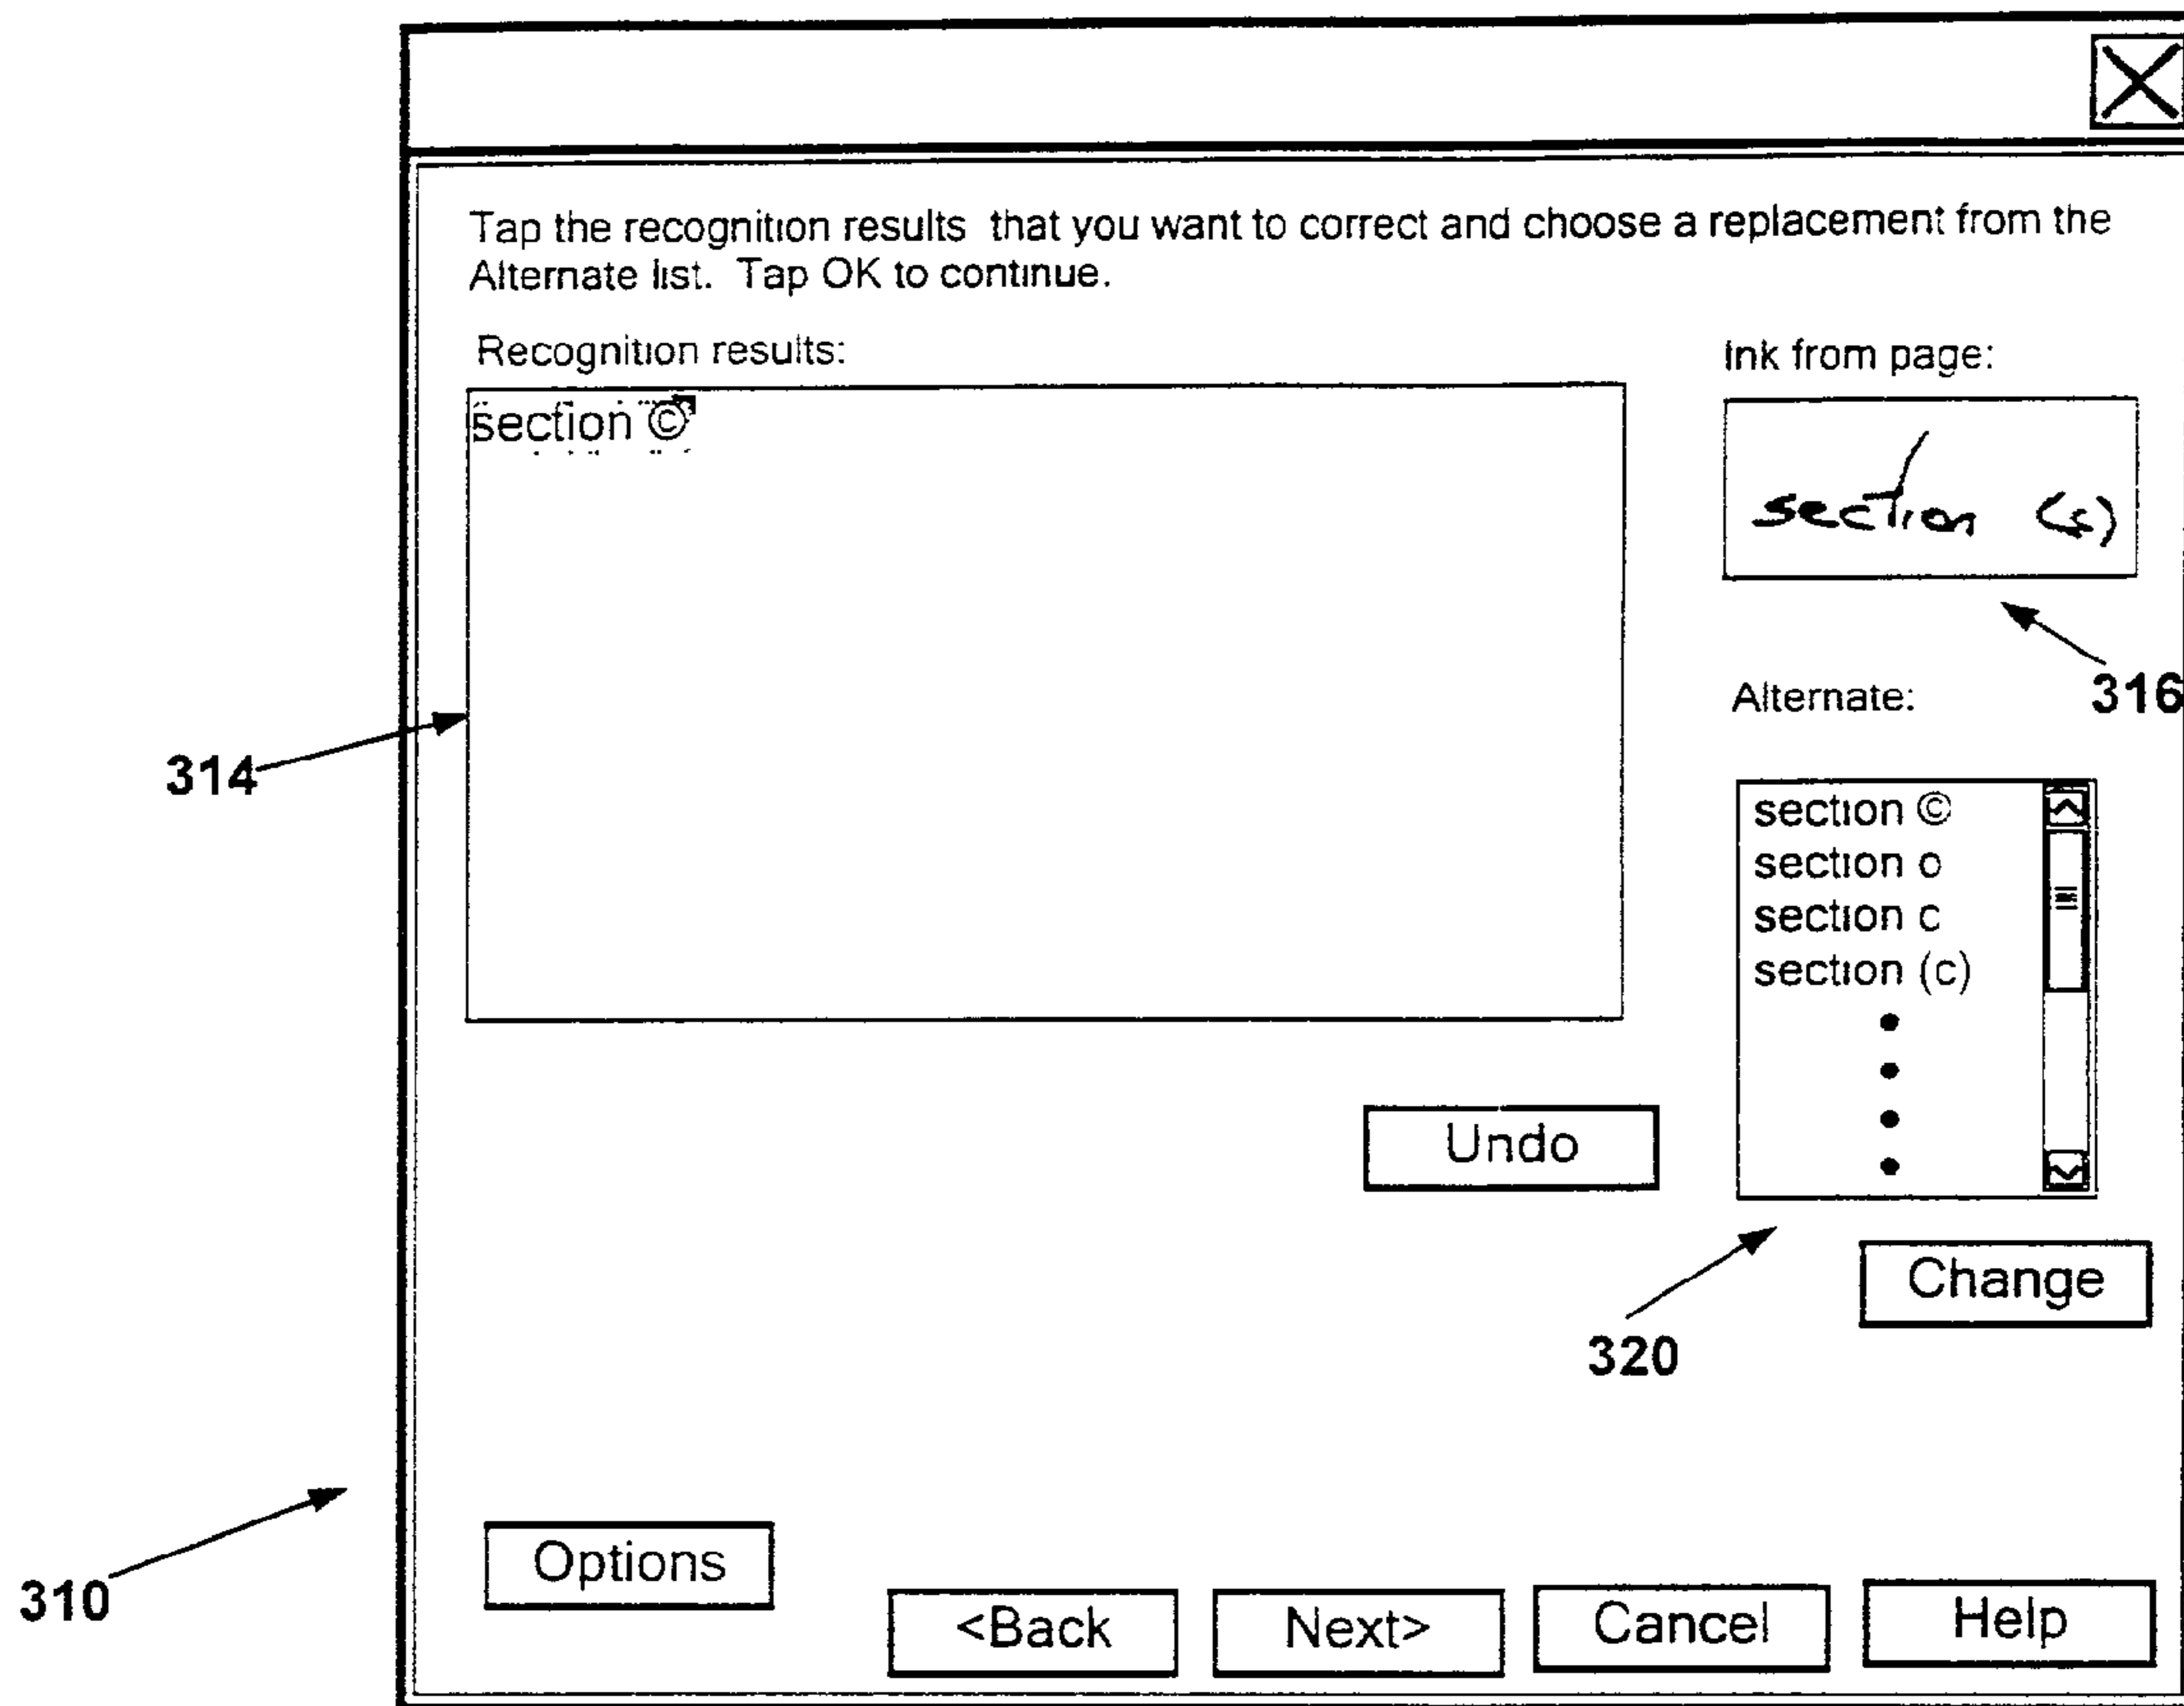 Tap the recognition results that you want to correct and choose a replacement from the
Alternate list. Tap OK to continue.
Recognition results:
section ©
Ink from page:
section (c)
316
314
Alternate:
section ©
section o
section c
section (c)
Undo
Change
320
Options
310
<Back
Next>
Cancel
Help